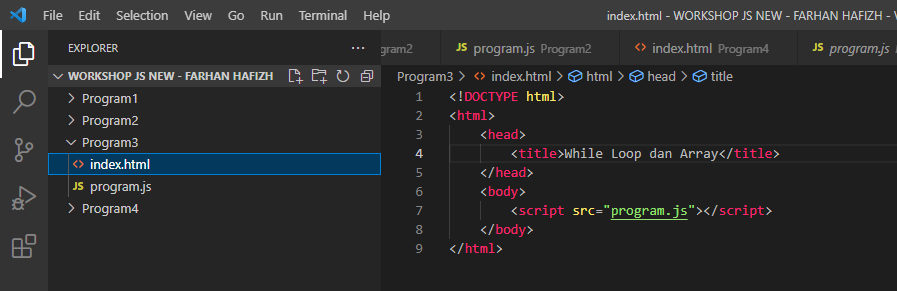 File Edit Selection View Go Run Terminal Help index.html - WORKSHOP JS NEW - FARHAN HAFIZH -
EXPLORER ...
WORKSHOP JS NEW - FARHAN HAFIZH
Program1
Program2
Program3
<> index.html
JS program.js
Program4
JS program.js Program2 <> index.html Program4 JS program.js
Program3 > <> index.html > html > head > title
1 <!DOCTYPE html>
2 <html>
3 <head>
4 <title>While Loop dan Array</title>
5 </head>
6 <body>
7 <script src="program.js"></script>
8 </body>
9 </html>